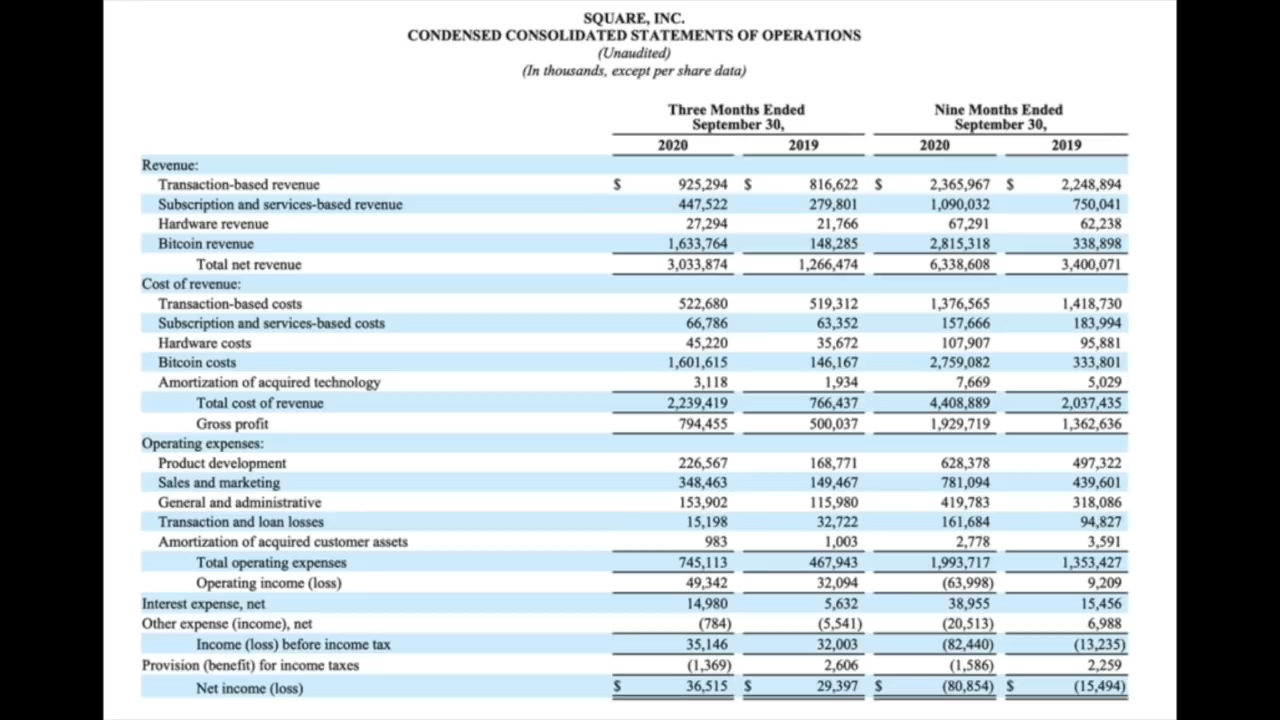 SQUARE, INC.
CONDENSED CONSOLIDATED STATEMENTS OF OPERATIONS
(Unaudited)
(In thousands, except per share data)
Three Months Ended Nine Months Ended
September 30, September 30,
2020 2019 2020 2019
Revenue:
Transaction-based revenue $ 925,294 $ 816,622 $ 2,365,967 $ 2,248,894
Subscription and services-based revenue 447,522 279,801 1,090,032 750,041
Hardware revenue 27,294 21,766 67,291 62,238
Bitcoin revenue 1,633,764 148,285 2,815,318 338,898
Total net revenue 3,033,874 1,266,474 6,338,608 3,400,071
Cost of revenue:
Transaction-based costs 522,680 519,312 1,376,565 1,418,730
Subscription and services-based costs 66,786 63,352 157,666 183,994
Hardware costs 45,220 35,672 107,907 95,881
Bitcoin costs 1,601,615 146,167 2,759,082 333,801
Amortization of acquired technology 3,118 1,934 7,669 5,029
Total cost of revenue 2,239,419 766,437 4,408,889 2,037,435
Gross profit 794,455 500,037 1,929,719 1,362,636
Operating expenses:
Product development 226,567 168,771 628,378 497,322
Sales and marketing 348,463 149,467 781,094 439,601
General and administrative 153,902 115,980 419,783 318,086
Transaction and loan losses 15,198 32,722 161,684 94,827
Amortization of acquired customer assets 983 1,003 2,778 3,591
Total operating expenses 745,113 467,943 1,993,717 1,353,427
Operating income (loss) 49,342 32,094 (63,998) 9,209
Interest expense, net 14,980 5,632 38,955 15,456
Other expense (income), net (784) (5,541) (20,513) 6,988
Income (loss) before income tax 35,146 32,003 (82,440) (13,235)
Provision (benefit) for income taxes (1,369) 2,606 (1,586) 2,259
Net income (loss) $ 36,515 $ 29,397 $ (80,854) $ (15,494)